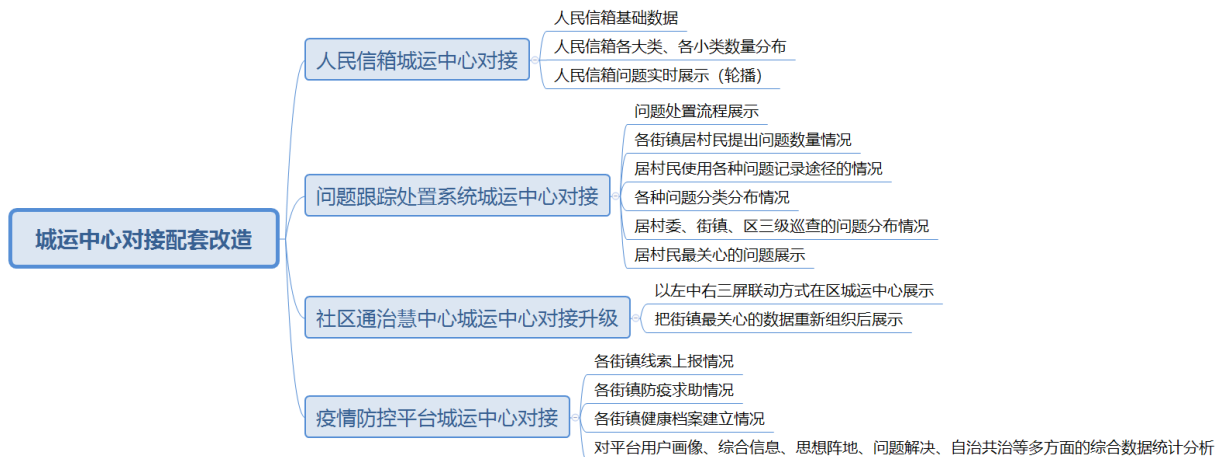 城运中心对接配套改造
人民信箱城运中心对接
人民信箱基础数据
人民信箱各大类、各小类数量分布
人民信箱问题实时展示（轮播）
问题跟踪处置系统城运中心对接
问题处置流程展示
各街镇居村民提出问题数量情况
居村民使用各种问题记录途径的情况
各种问题分类分布情况
居村委、街镇、区三级巡查的问题分布情况
居村民最关心的问题展示
社区通治慧中心城运中心对接升级
以左中右三屏联动方式在区城运中心展示
把街镇最关心的数据重新组织后展示
疫情防控平台城运中心对接
各街镇线索上报情况
各街镇防疫求助情况
各街镇健康档案建立情况
对平台用户画像、综合信息、思想阵地、问题解决、自治共治等多方面的综合数据统计分析